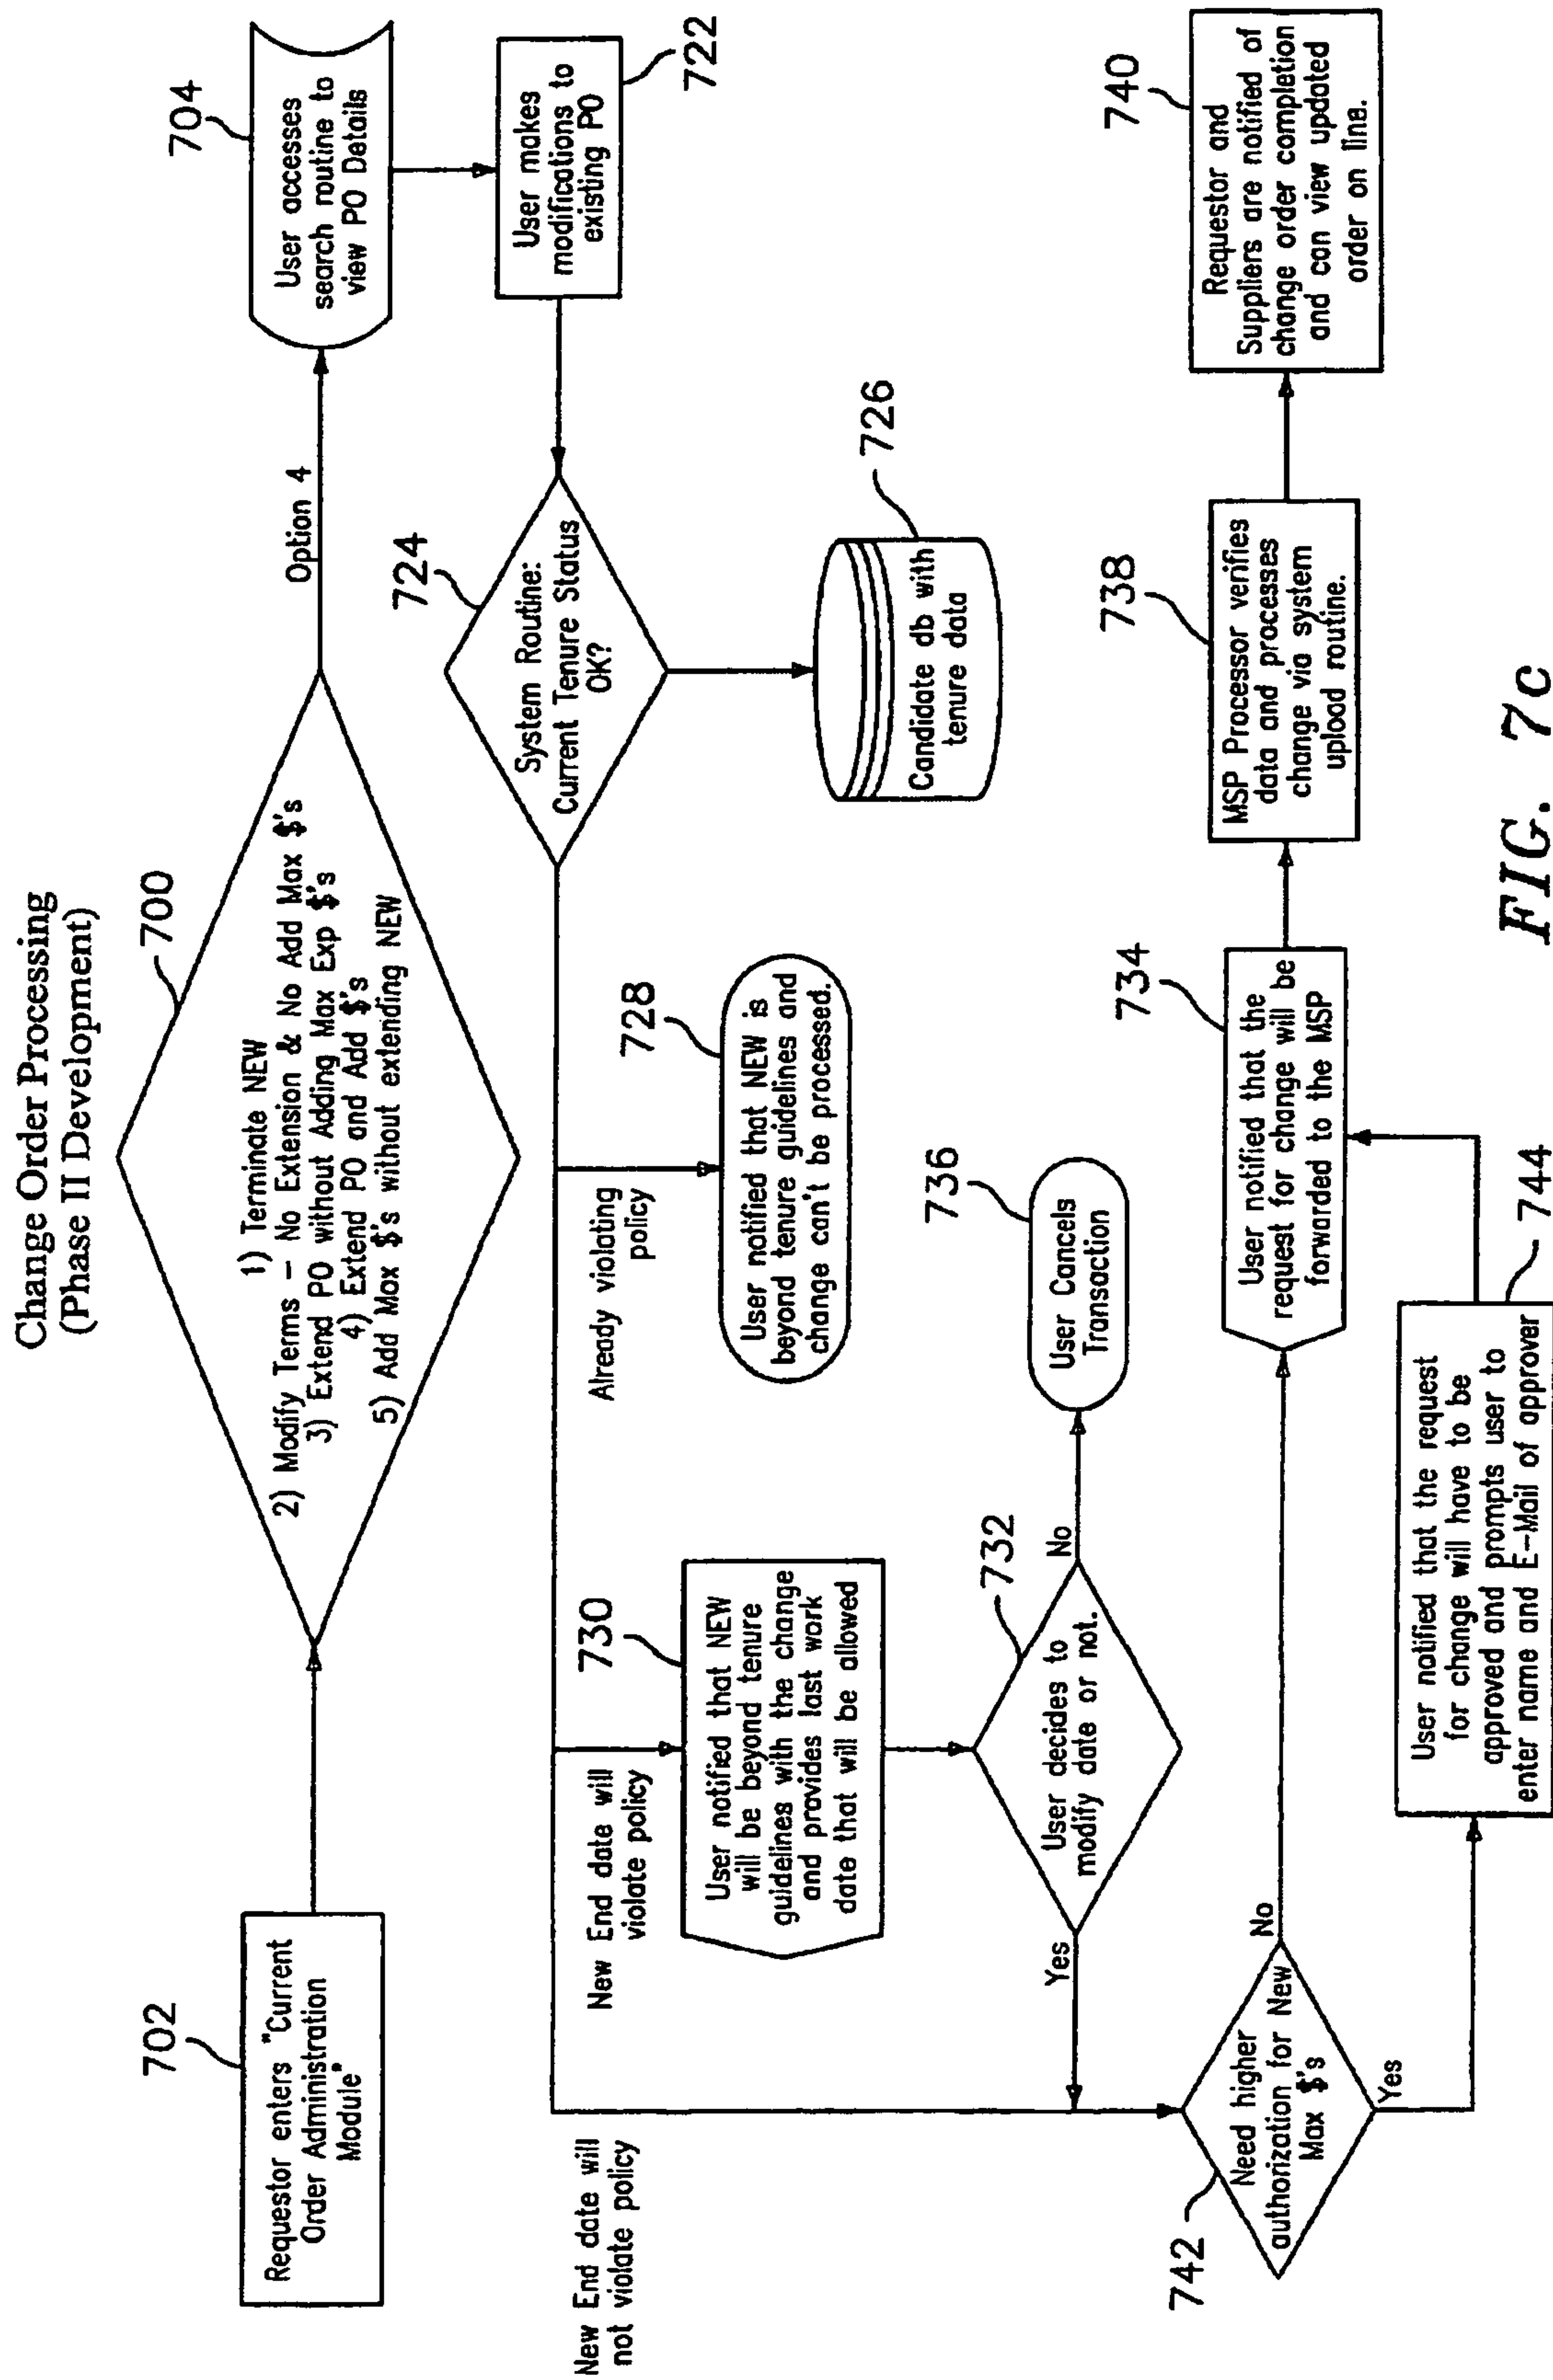 Change Order Processing
(Phase II Development)
702
Requestor enters "Current
Order Administration
Module"
700
1) Terminate NEW
2) Modify Terms – No Extension & No Add Max $'s
3) Extend PO without Adding Max Exp $'s
4) Extend PO and Add $'s
5) Add Max $'s without extending NEW
Option 4
704
User accesses
search routine to
view PO Details
722
User makes
modifications to
existing PO
724
System Routine:
Current Tenure Status
OK?
726
Candidate db with
tenure data
Already violating
policy
728
User notified that NEW is
beyond tenure guidelines and
change can't be processed.
New End date will
violate policy
730
User notified that NEW
will be beyond tenure
guidelines with the change
and provides last work
date that will be allowed
New End date will
not violate policy
732
User decides to
modify date or not.
No
Yes
736
User Cancels
Transaction
742
Need higher
authorization for New
Max $'s
No
Yes
744
User notified that the request
for change will have to be
approved and prompts user to
enter name and E-Mail of approver
734
User notified that the
request for change will be
forwarded to the MSP
738
MSP Processor verifies
data and processes
change via system
upload routine.
740
Requestor and
Suppliers are notified of
change order completion
and can view updated
order on line.
FIG. 7c